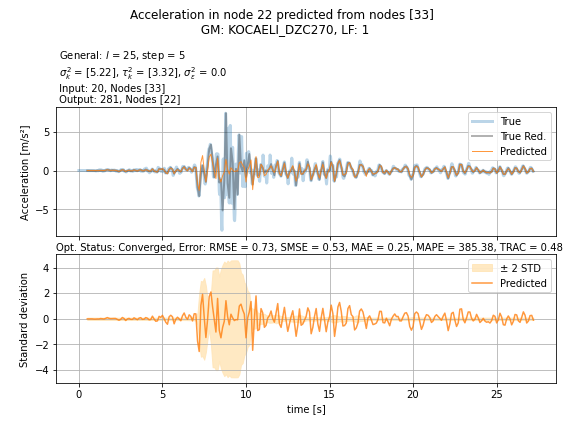 Acceleration in node 22 predicted from nodes [33]
GM: KOCAELI_DZC270, LF: 1
General: l = 25, step = 5
σ²ₖ = [5.22], τ²ₖ = [3.32], σ²ε = 0.0
Input: 20, Nodes [33]
Output: 281, Nodes [22]
True
True Red.
Predicted
5
0
−5
Acceleration [m/s²]
Opt. Status: Converged, Error: RMSE = 0.73, SMSE = 0.53, MAE = 0.25, MAPE = 385.38, TRAC = 0.48
± 2 STD
Predicted
4
2
0
−2
−4
Standard deviation
0 5 10 15 20 25
time [s]